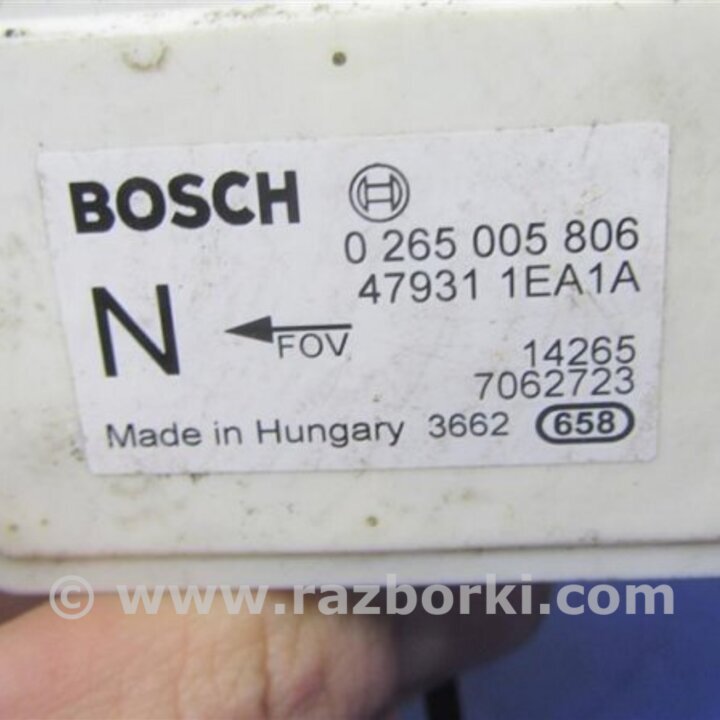 BOSCH
0 265 005 806
47931 1EA1A
N
FOV
14265
7062723
Made in Hungary 3662 658
© www.razborki.com